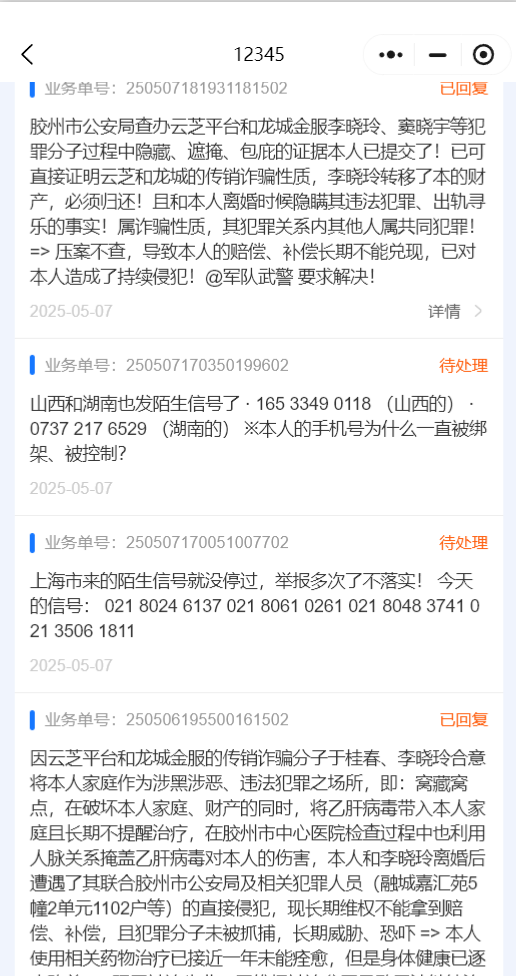 12345
业务单号：250507181931181502 已回复
胶州市公安局查办云芝平台和龙城金服李晓玲、窦晓宇等犯
罪分子过程中隐藏、遮掩、包庇的证据本人已提交了！已可
直接证明云芝和龙城的传销诈骗性质，李晓玲转移了本的财
产，必须归还！且和本人离婚时候隐瞒其违法犯罪、出轨寻
乐的事实！属诈骗性质，其犯罪关系内其他人属共同犯罪！
=> 压案不查，导致本人的赔偿、补偿长期不能兑现，已对
本人造成了持续侵犯！@军队武警 要求解决！
2025-05-07 详情
业务单号：250507170350199602 待处理
山西和湖南也发陌生信号了 · 165 3349 0118 （山西的） ·
0737 217 6529 （湖南的） ※本人的手机号为什么一直被绑
架、被控制？
2025-05-07
业务单号：250507170051007702 待处理
上海市来的陌生信号就没停过，举报多次了不落实！ 今天
的信号： 021 8024 6137 021 8061 0261 021 8048 3741 0
21 3506 1811
2025-05-07
业务单号：250506195500161502 已回复
因云芝平台和龙城金服的传销诈骗分子于桂春、李晓玲合意
将本人家庭作为涉黑涉恶、违法犯罪之场所，即：窝藏窝
点，在破坏本人家庭、财产的同时，将乙肝病毒带入本人家
庭且长期不提醒治疗，在胶州市中心医院检查过程中也利用
人脉关系掩盖乙肝病毒对本人的伤害，本人和李晓玲离婚后
遭遇了其联合胶州市公安局及相关犯罪人员（融城嘉汇苑5
幢2单元1102户等）的直接侵犯，现长期维权不能拿到赔
偿、补偿，且犯罪分子未被抓捕，长期威胁、恐吓 => 本人
使用相关药物治疗已接近一年未能痊愈，但是身体健康已逐